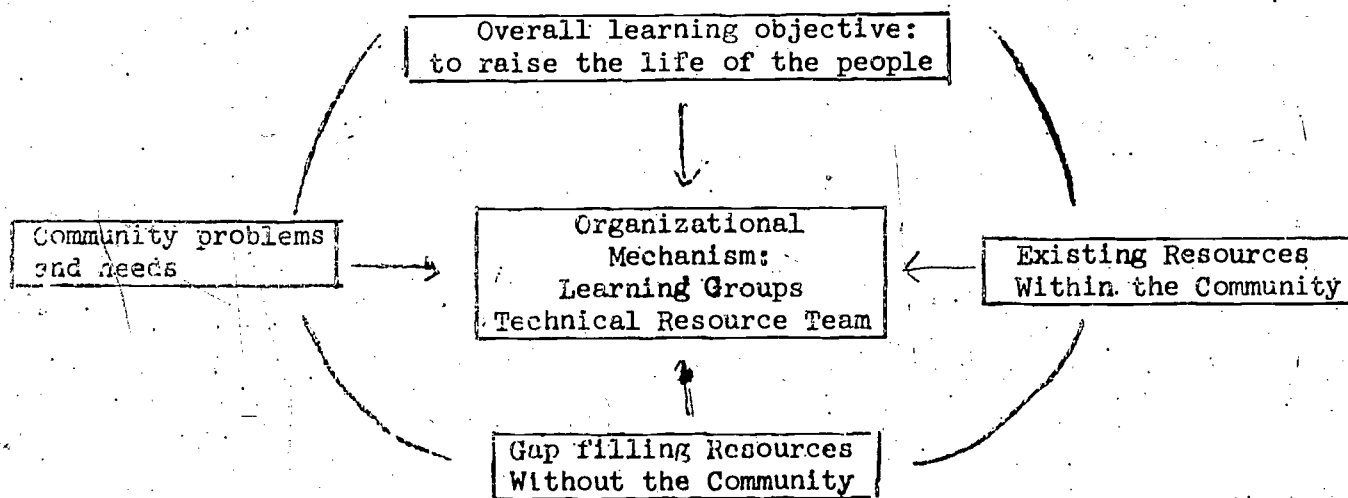 Overall learning objective:
to raise the life of the people
Community problems
and needs
Organizational
Mechanism:
Learning Groups
Technical Resource Team
Existing Resources
Within the Community
Gap filling Resources
Without the Community